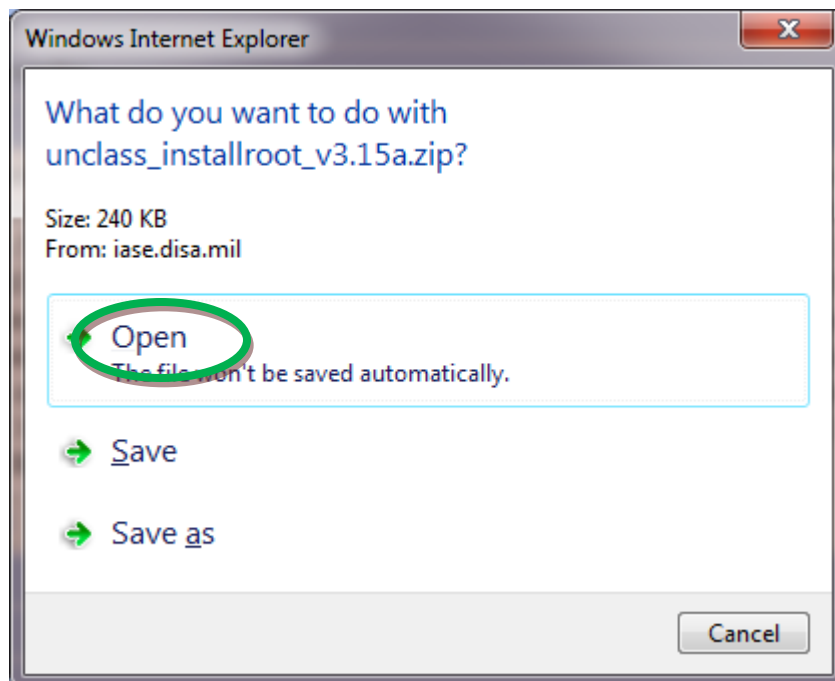 Windows Internet Explorer
What do you want to do with
unclass_installroot_v3.15a.zip?
Size: 240 KB
From: iase.disa.mil
Open
The file won't be saved automatically.
Save
Save as
Cancel